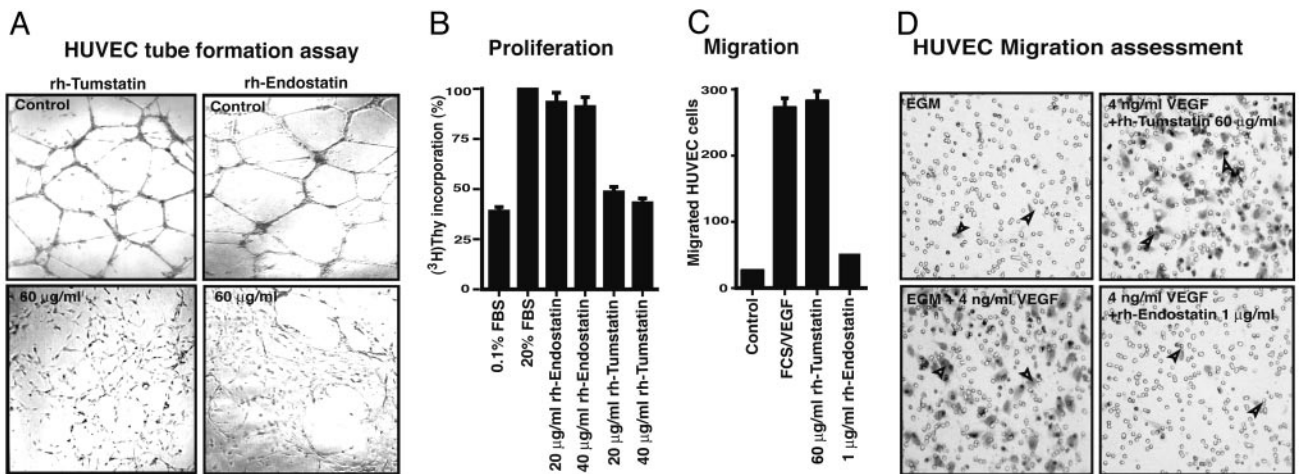 A
HUVEC tube formation assay
rh-Tumstatin
rh-Endostatin
Control
Control
60 μg/ml
60 μg/ml
B
Proliferation
(³H)Thy incorporation (%)
100
75
50
25
0
0.1% FBS
20% FBS
20 μg/ml rh-Endostatin
40 μg/ml rh-Endostatin
20 μg/ml rh-Tumstatin
40 μg/ml rh-Tumstatin
C
Migration
Migrated HUVEC cells
300
200
100
0
Control
FCS/VEGF
60 μg/ml rh-Tumstatin
1 μg/ml rh-Endostatin
D
HUVEC Migration assessment
EGM
4 ng/ml VEGF
+rh-Tumstatin 60 μg/ml
EGM + 4 ng/ml VEGF
4 ng/ml VEGF
+rh-Endostatin 1 μg/ml